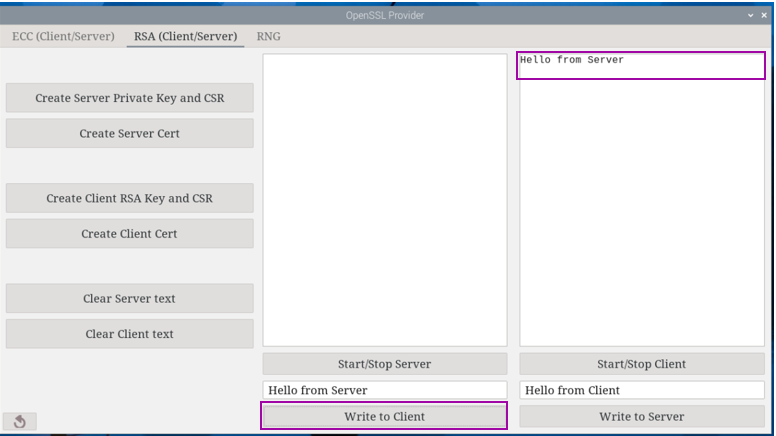 OpenSSL Provider
ECC (Client/Server) RSA (Client/Server) RNG
Hello from Server
Create Server Private Key and CSR
Create Server Cert
Create Client RSA Key and CSR
Create Client Cert
Clear Server text
Clear Client text
Start/Stop Server
Start/Stop Client
Hello from Server
Hello from Client
Write to Client
Write to Server